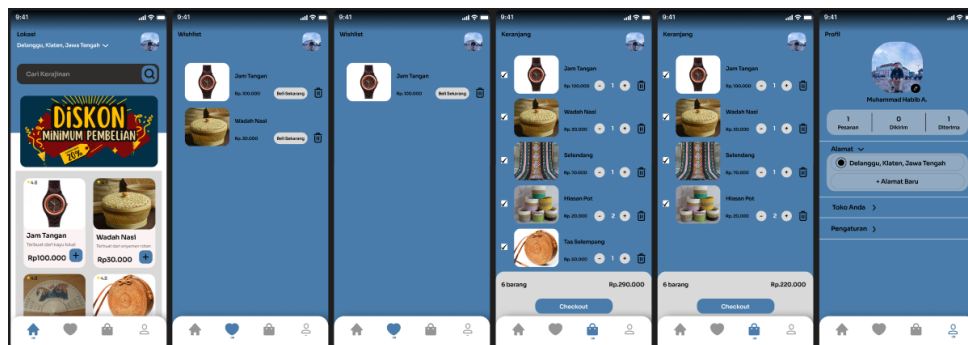 9:41
Lokasi
Delanggu, Klaten, Jawa Tengah
Cari Kerajinan
DISKON
MINIMUM PEMBELIAN
20%
4.8
Jam Tangan
Terbuat dari kayu lokal
Rp100.000 +
Wadah Nasi
Terbuat dari anyaman rotan
Rp30.000 +
4.8
9:41
Wishlist
Jam Tangan
Rp. 100.000 Beli Sekarang
Wadah Nasi
Rp. 30.000 Beli Sekarang
9:41
Wishlist
Jam Tangan
Rp. 100.000 Beli Sekarang
9:41
Keranjang
Jam Tangan
Rp. 100.000 - 1 +
Wadah Nasi
Rp. 30.000 - 1 +
Selendang
Rp. 70.000 - 1 +
Hiasan Pot
Rp. 20.000 - 2 +
Tas Selempang
Rp. 50.000 - 1 +
6 barang Rp.290.000
Checkout
9:41
Keranjang
Jam Tangan
Rp. 100.000 - 1 +
Wadah Nasi
Rp. 30.000 - 1 +
Selendang
Rp. 70.000 - 1 +
Hiasan Pot
Rp. 20.000 - 2 +
6 barang Rp.220.000
Checkout
9:41
Profil
Muhammad Habib A.
1 0 1
Pesanan Dikirim Diterima
Alamat
Delanggu, Klaten, Jawa Tengah
+ Alamat Baru
Toko Anda >
Pengaturan >